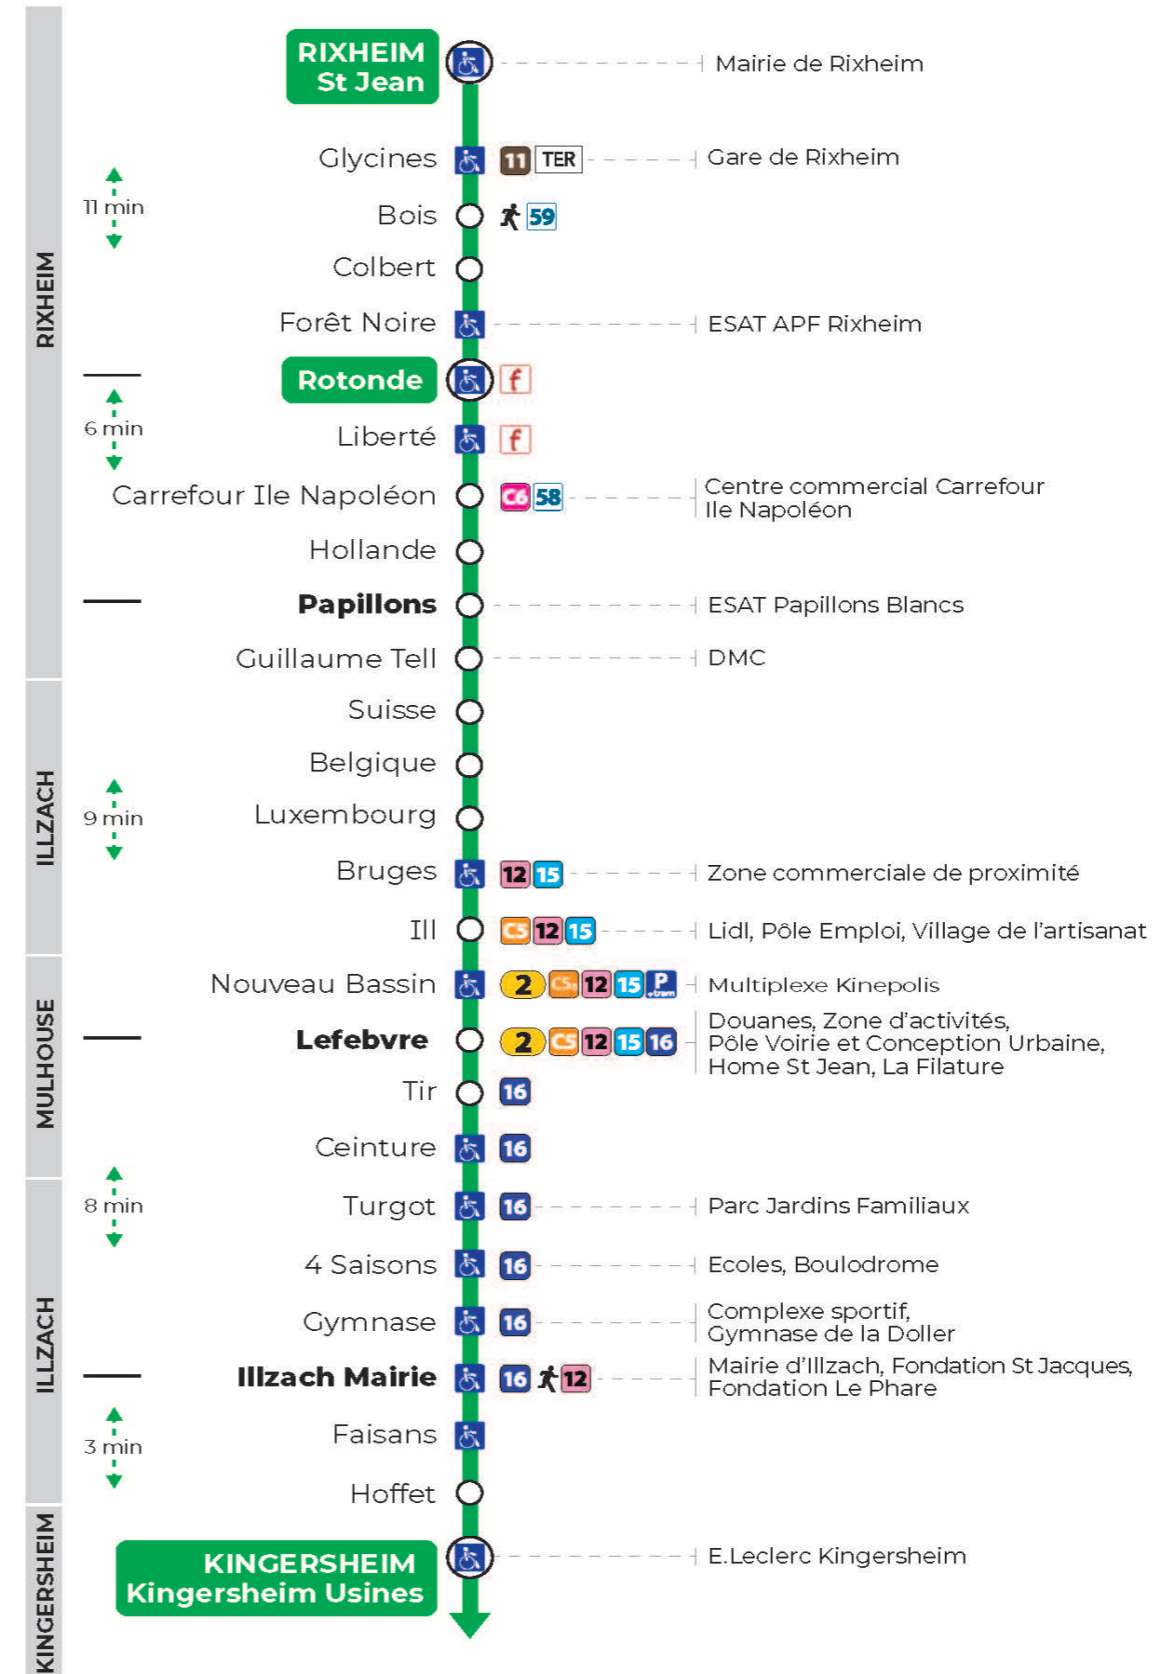 RIXHEIM
RIXHEIM
St Jean
Mairie de Rixheim
Glycines
11 TER
Gare de Rixheim
11 min
Bois
59
Colbert
Forêt Noire
ESAT APF Rixheim
Rotonde
f
6 min
Liberté
f
Carrefour Ile Napoléon
C6 58
Centre commercial Carrefour
Ile Napoléon
Hollande
Papillons
ESAT Papillons Blancs
Guillaume Tell
DMC
ILLZACH
Suisse
Belgique
9 min
Luxembourg
Bruges
12 15
Zone commerciale de proximité
Ill
C5 12 15
Lidl, Pôle Emploi, Village de l'artisanat
MULHOUSE
Nouveau Bassin
2 C5 12 15 P +tram
Multiplexe Kinepolis
Lefebvre
2 C5 12 15 16
Douanes, Zone d'activités,
Pôle Voirie et Conception Urbaine,
Home St Jean, La Filature
Tir
16
Ceinture
16
ILLZACH
8 min
Turgot
16
Parc Jardins Familiaux
4 Saisons
16
Ecoles, Boulodrome
Gymnase
16
Complexe sportif,
Gymnase de la Doller
Illzach Mairie
16 12
Mairie d'Illzach, Fondation St Jacques,
Fondation Le Phare
3 min
Faisans
Hoffet
KINGERSHEIM
KINGERSHEIM
Kingersheim Usines
E.Leclerc Kingersheim